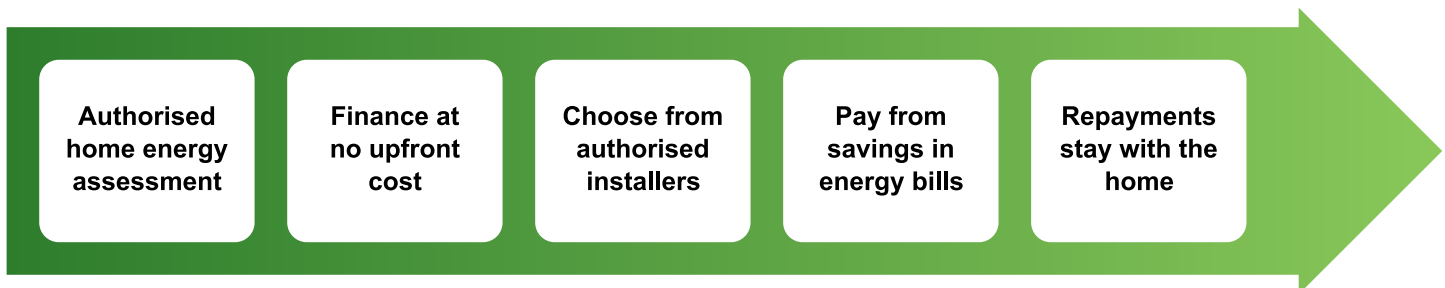 Authorised
home energy
assessment
Finance at
no upfront
cost
Choose from
authorised
installers
Pay from
savings in
energy bills
Repayments
stay with the
home